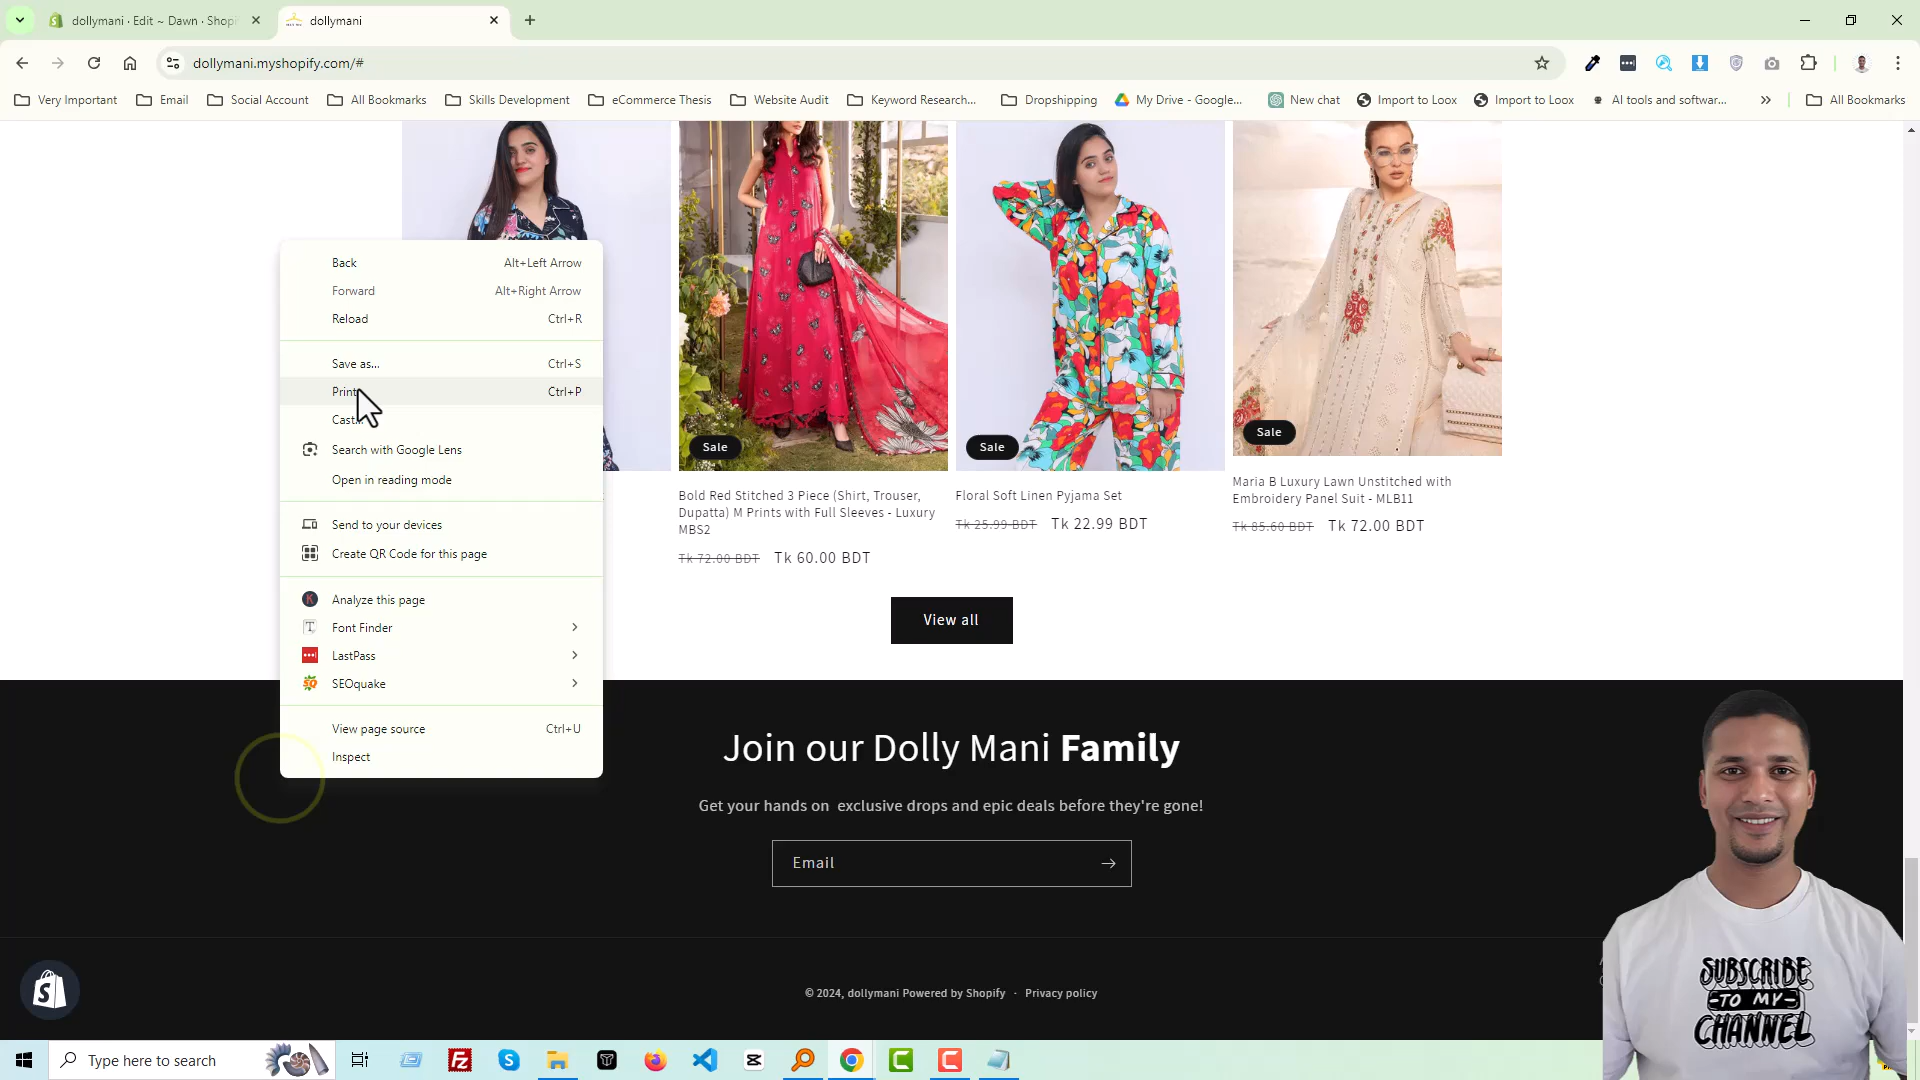 dollymani · Edit ~ Dawn · Shopi
dollymani
dollymani.myshopify.com/#
Very Important
Email
Social Account
All Bookmarks
Skills Development
eCommerce Thesis
Website Audit
Keyword Research...
Dropshipping
My Drive - Google...
New chat
Import to Loox
Import to Loox
AI tools and softwar...
All Bookmarks
Back Alt+Left Arrow
Forward Alt+Right Arrow
Reload Ctrl+R
Save as... Ctrl+S
Print Ctrl+P
Cast...
Search with Google Lens
Open in reading mode
Send to your devices
Create QR Code for this page
Analyze this page
Font Finder
LastPass
SEOquake
View page source Ctrl+U
Inspect
Sale
Sale
Sale
Bold Red Stitched 3 Piece (Shirt, Trouser,
Dupatta) M Prints with Full Sleeves - Luxury
MBS2
Tk 72.00 BDT Tk 60.00 BDT
Floral Soft Linen Pyjama Set
Tk 25.99 BDT Tk 22.99 BDT
Maria B Luxury Lawn Unstitched with
Embroidery Panel Suit - MLB11
Tk 85.60 BDT Tk 72.00 BDT
View all
Join our Dolly Mani Family
Get your hands on exclusive drops and epic deals before they're gone!
Email
© 2024, dollymani Powered by Shopify · Privacy policy
SUBSCRIBE
-TO MY-
CHANNEL
Type here to search